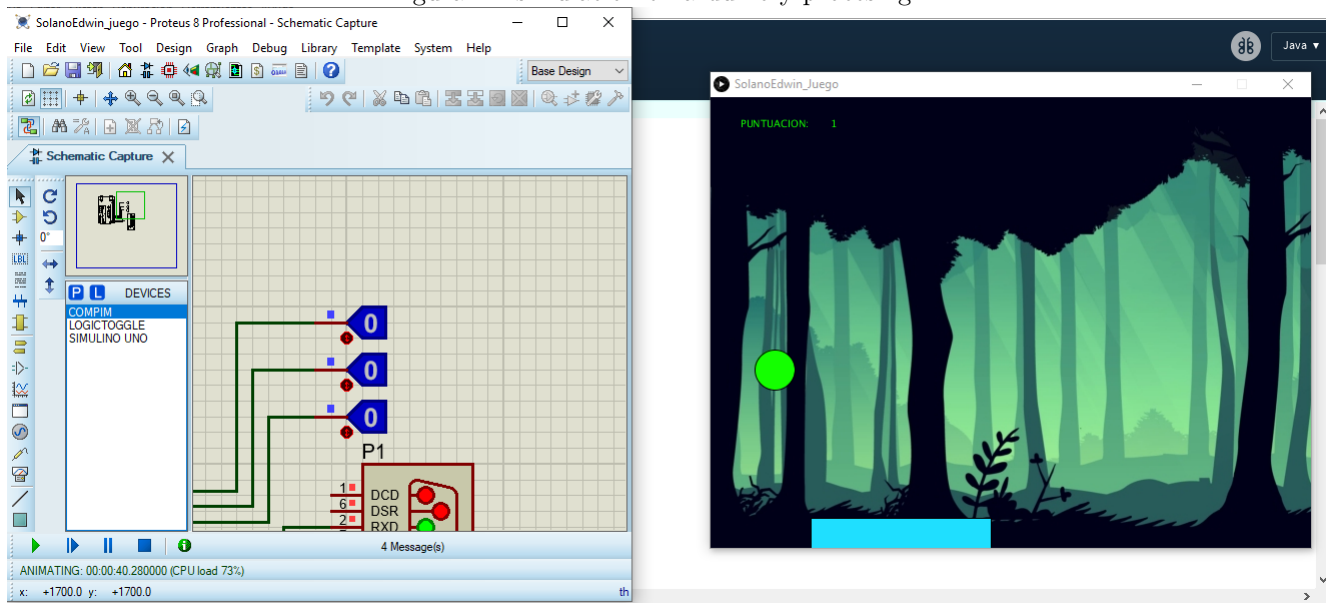 SolanoEdwin_juego - Proteus 8 Professional - Schematic Capture
File Edit View Tool Design Graph Debug Library Template System Help
Base Design
Schematic Capture
0°
LBL
P L DEVICES
COMPIM
LOGICTOGGLE
SIMULINO UNO
0
0
0
P1
1 DCD
6 DSR
2 RXD
4 Message(s)
ANIMATING: 00:00:40.280000 (CPU load 73%)
x: +1700.0 y: +1700.0 th
Java
SolanoEdwin_Juego
PUNTUACION: 1